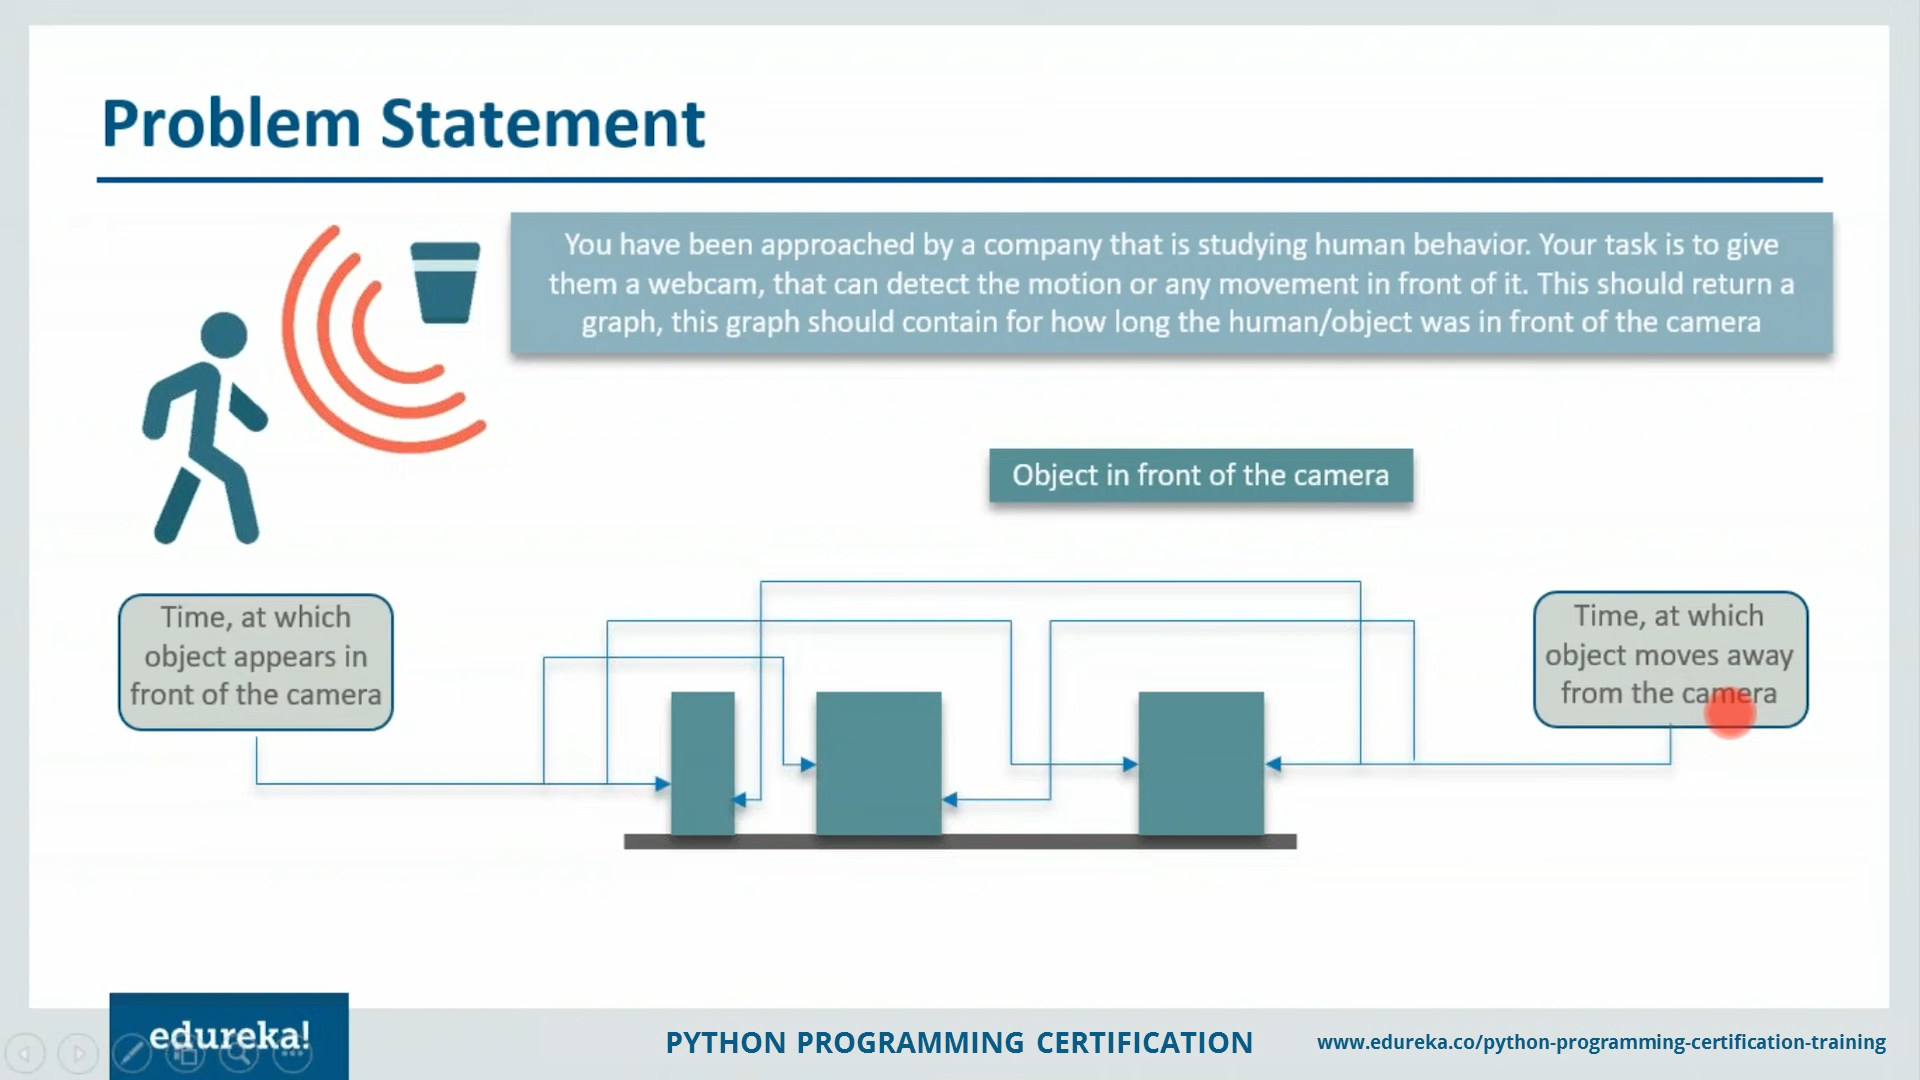 Problem Statement
You have been approached by a company that is studying human behavior. Your task is to give
them a webcam, that can detect the motion or any movement in front of it. This should return a
graph, this graph should contain for how long the human/object was in front of the camera
Object in front of the camera
Time, at which
object appears in
front of the camera
Time, at which
object moves away
from the camera
edureka!
PYTHON PROGRAMMING CERTIFICATION
www.edureka.co/python-programming-certification-training